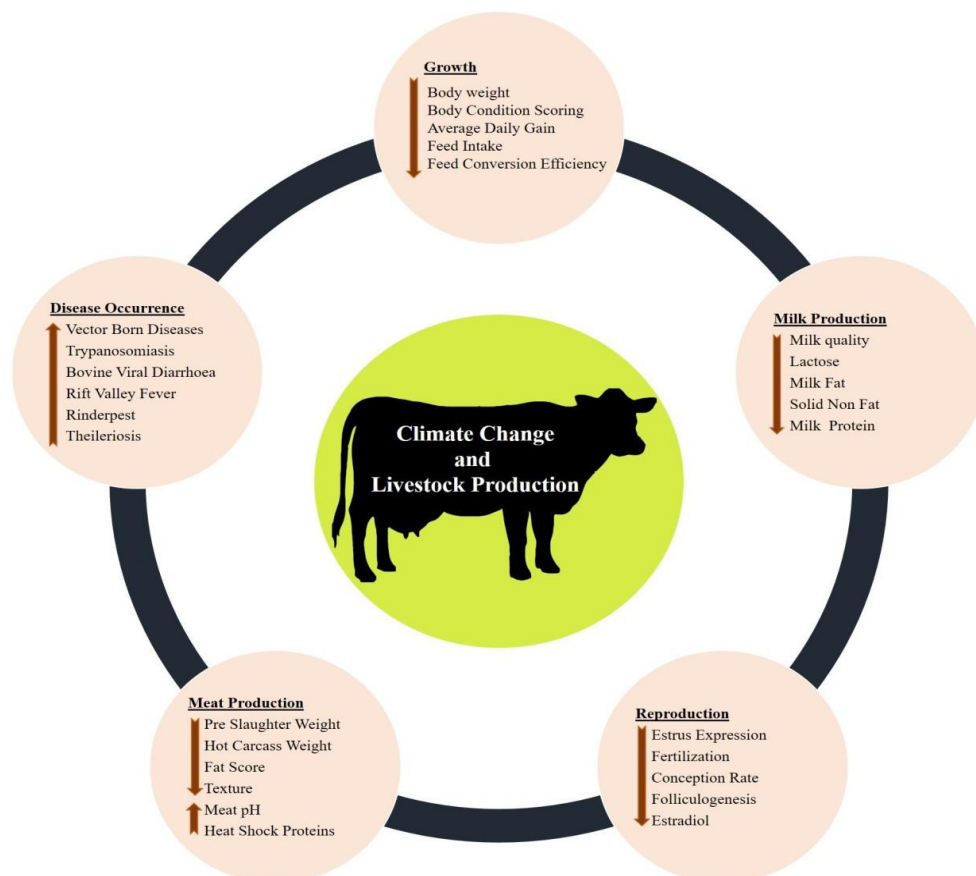 Growth
Body weight
Body Condition Scoring
Average Daily Gain
Feed Intake
Feed Conversion Efficiency
Disease Occurrence
Vector Born Diseases
Trypanosomiasis
Bovine Viral Diarrhoea
Rift Valley Fever
Rinderpest
Theileriosis
Milk Production
Milk quality
Lactose
Milk Fat
Solid Non Fat
Milk Protein
Climate Change
and
Livestock Production
Meat Production
Pre Slaughter Weight
Hot Carcass Weight
Fat Score
Texture
Meat pH
Heat Shock Proteins
Reproduction
Estrus Expression
Fertilization
Conception Rate
Folliculogenesis
Estradiol